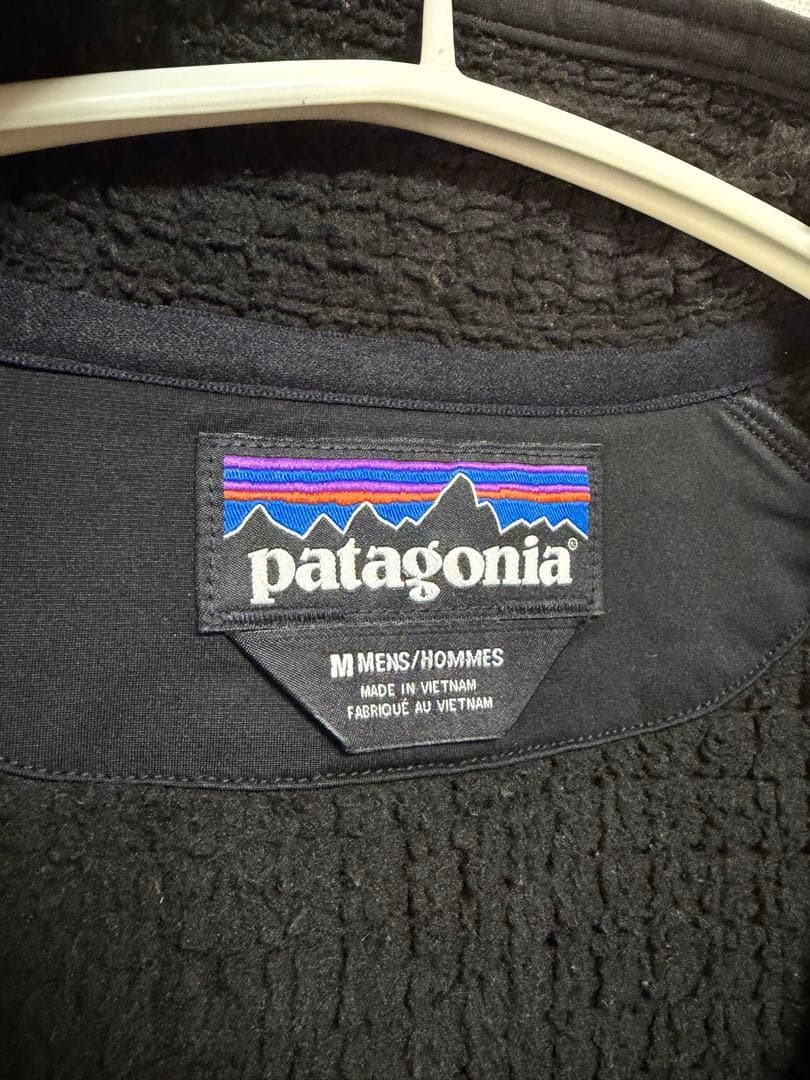 patagonia®
M MENS/HOMMES
MADE IN VIETNAM
FABRIQUÉ AU VIETNAM